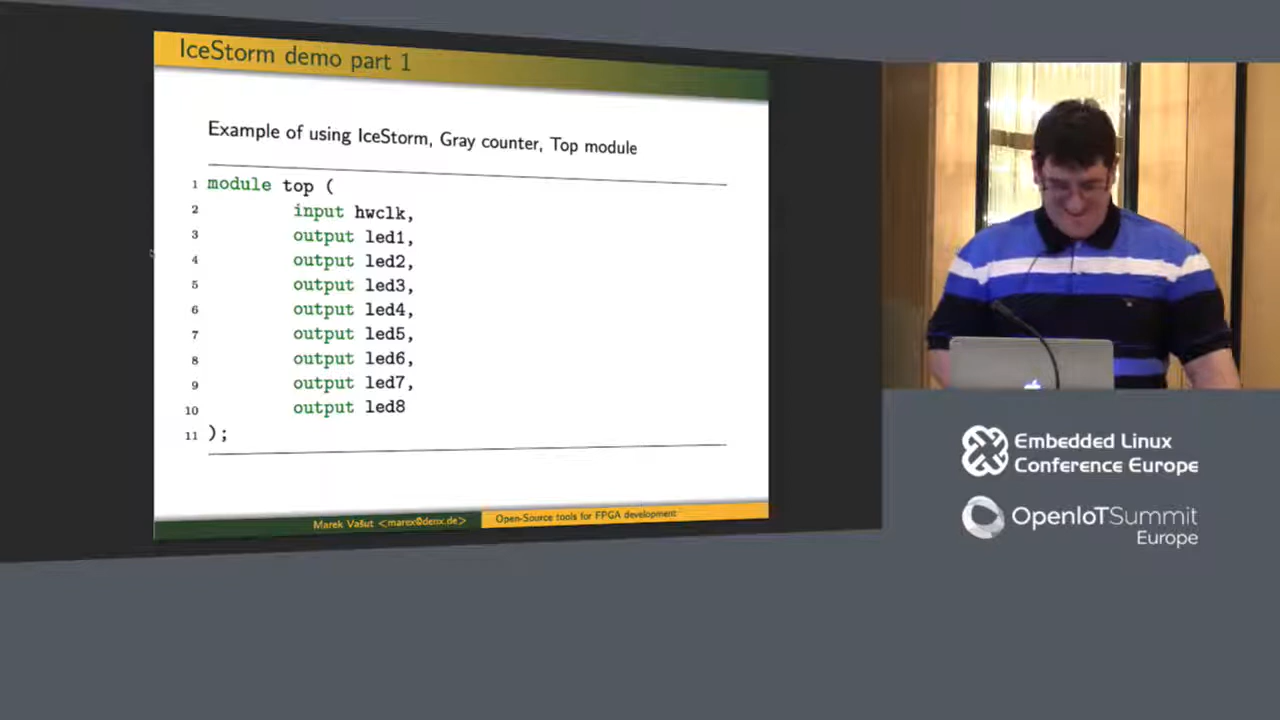 IceStorm demo part 1
Example of using IceStorm, Gray counter, Top module
1 module top (
2 input hwclk,
3 output led1,
4 output led2,
5 output led3,
6 output led4,
7 output led5,
8 output led6,
9 output led7,
10 output led8
11 );
Marek Vašut <marex@denx.de>
Open-Source tools for FPGA development
Embedded Linux
Conference Europe
OpenIoTSummit
Europe